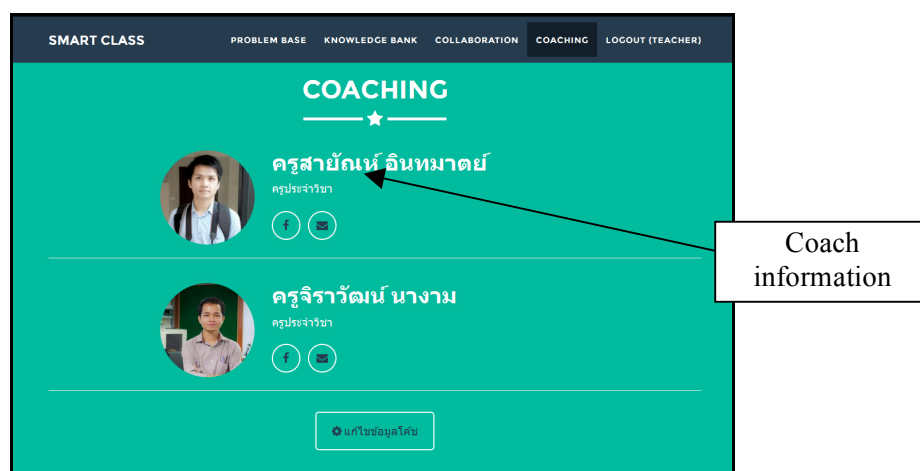 SMART CLASS PROBLEM BASE KNOWLEDGE BANK COLLABORATION COACHING LOGOUT (TEACHER)
COACHING
ครูสายัณห์ อินทมาตย์
ครูประจำวิชา
f
Coach
information
ครูจิราวัฒน์ นางาม
ครูประจำวิชา
f
แก้ไขข้อมูลโค้ช